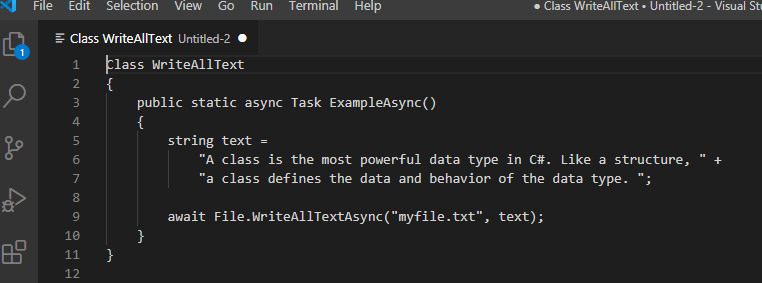 File Edit Selection View Go Run Terminal Help ● Class WriteAllText • Untitled-2 - Visual St
Class WriteAllText Untitled-2 ●
1
1 Class WriteAllText
2 {
3 public static async Task ExampleAsync()
4 {
5 string text =
6 "A class is the most powerful data type in C#. Like a structure, " +
7 "a class defines the data and behavior of the data type. ";
8
9 await File.WriteAllTextAsync("myfile.txt", text);
10 }
11 }
12